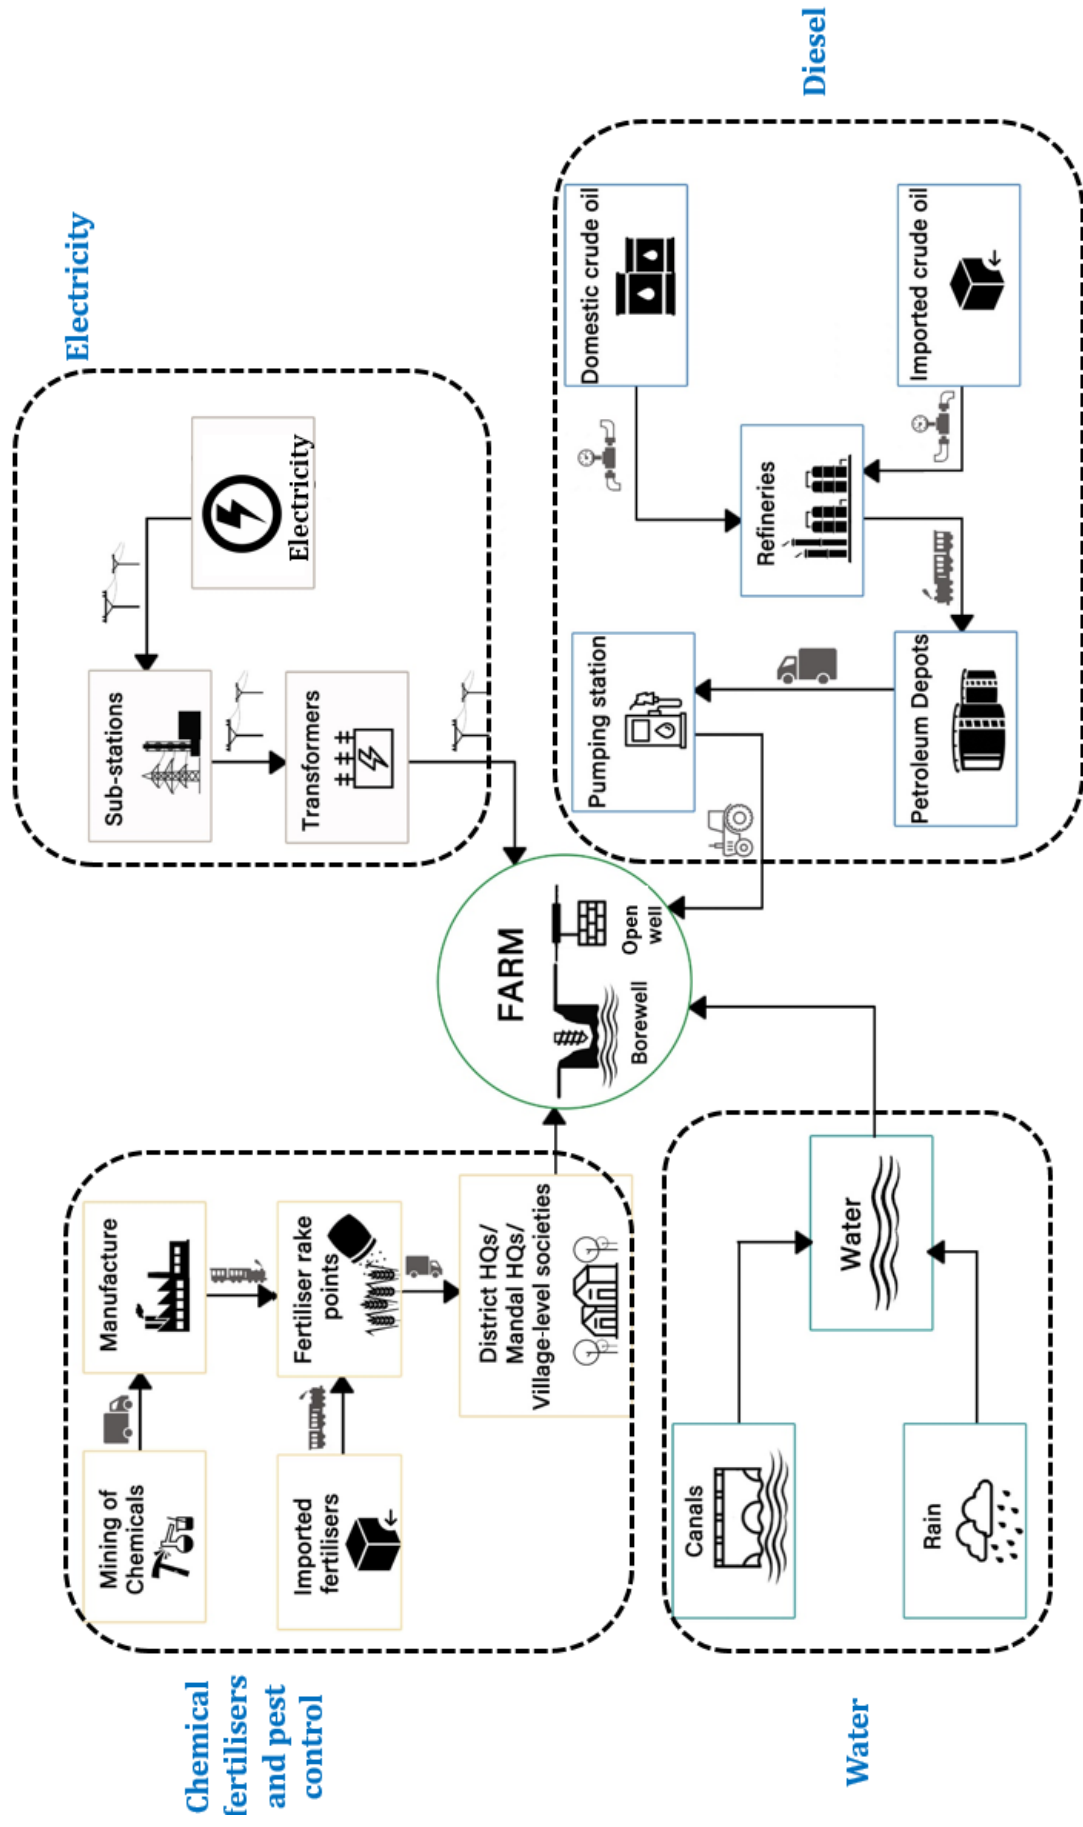 Chemical
fertilisers
and pest
control
Mining of
Chemicals
Manufacture
Imported
fertilisers
Fertiliser rake
points
District HQs/
Mandal HQs/
Village-level societies
Electricity
Sub-stations
Electricity
Transformers
FARM
Borewell
Open
well
Water
Canals
Rain
Water
Diesel
Pumping station
Domestic crude oil
Refineries
Petroleum Depots
Imported crude oil